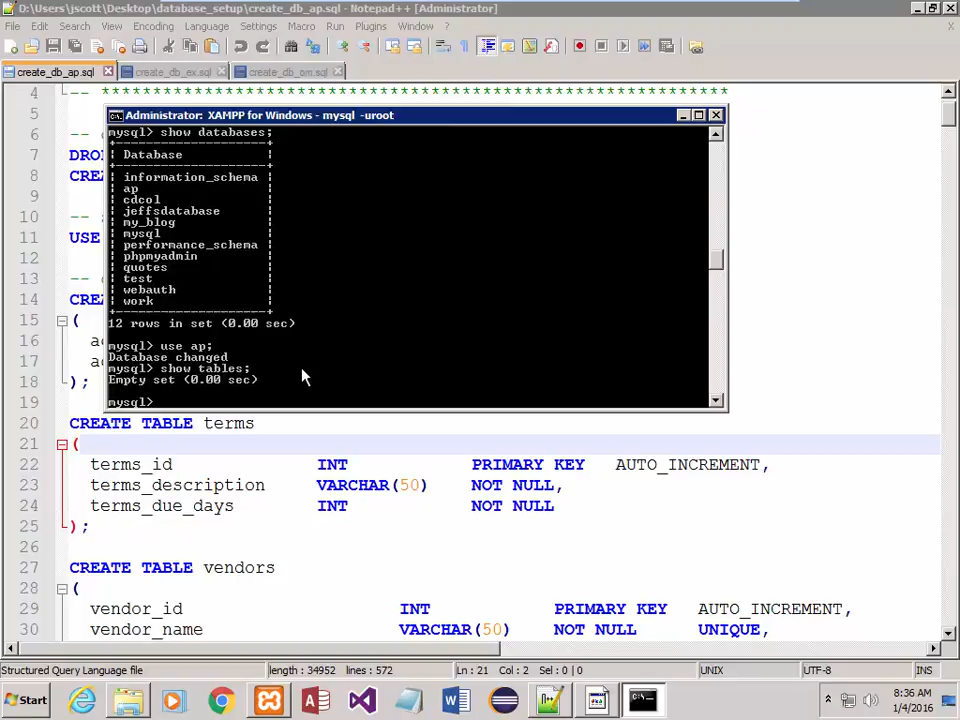 D:\Users\jscott\Desktop\database_setup\create_db_ap.sql - Notepad++ [Administrator]
File Edit Search View Encoding Language Settings Macro Run Plugins Window ?
create_db_ap.sql create_db_ex.sql create_db_om.sql
4 -- ************************************************************
5
Administrator: XAMPP for Windows - mysql -uroot
6 --
7 DRO
8 CRE
9
10 --
11 USE
12
13 --
14 CRE
15 (
16
17
18 );
19
mysql> show databases;
Database
information_schema
ap
cdcol
jeffsdatabase
my_blog
mysql
performance_schema
phpmyadmin
quotes
test
webauth
work
12 rows in set (0.00 sec)
mysql> use ap;
Database changed
mysql> show tables;
Empty set (0.00 sec)
mysql>
20 CREATE TABLE terms
21 (
22 terms_id INT PRIMARY KEY AUTO_INCREMENT,
23 terms_description VARCHAR(50) NOT NULL,
24 terms_due_days INT NOT NULL
25 );
26
27 CREATE TABLE vendors
28 (
29 vendor_id INT PRIMARY KEY AUTO_INCREMENT,
30 vendor_name VARCHAR(50) NOT NULL UNIQUE,
Structured Query Language file length : 34952 lines : 572 Ln : 21 Col : 2 Sel : 0 | 0 UNIX UTF-8 INS
Start
8:36 AM
1/4/2016